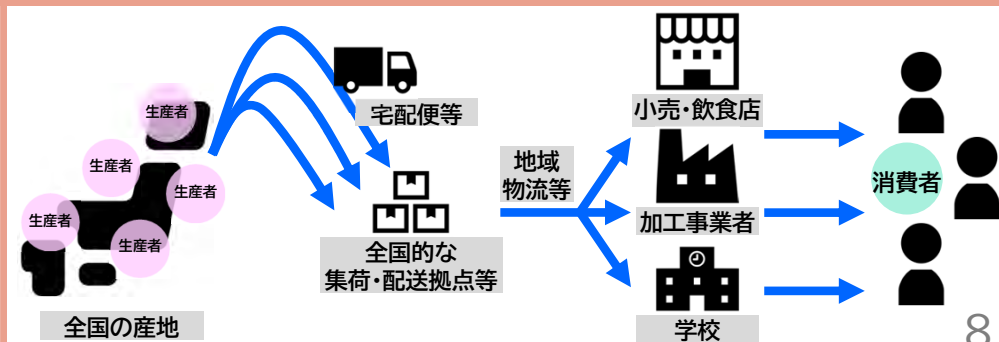 生産者
生産者
生産者
生産者
生産者
全国の産地
宅配便等
全国的な
集荷・配送拠点等
地域
物流等
小売・飲食店
加工事業者
学校
消費者
8